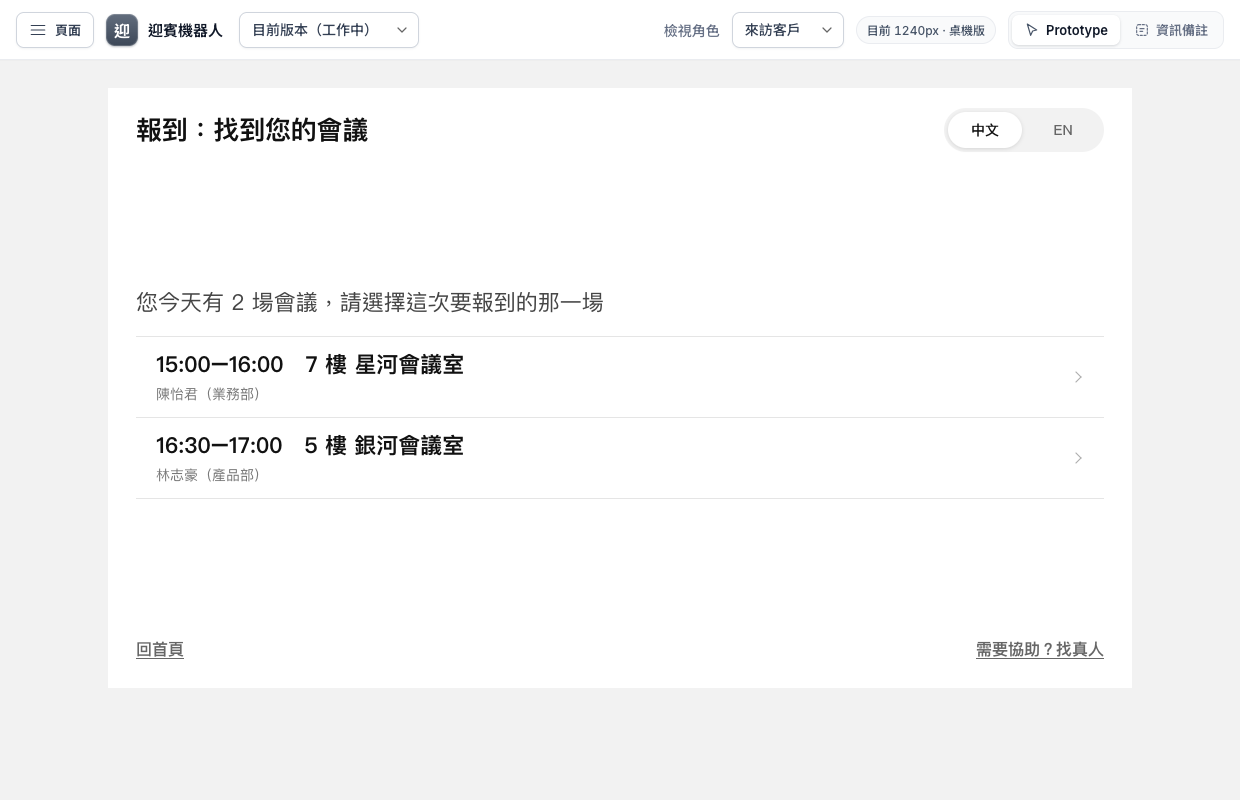 頁面
迎
迎賓機器人
目前版本（工作中）
檢視角色
來訪客戶
目前 1240px · 桌機版
Prototype
資訊備註
報到：找到您的會議
中文
EN
您今天有 2 場會議，請選擇這次要報到的那一場
15:00–16:00 7 樓 星河會議室
陳怡君（業務部）
16:30–17:00 5 樓 銀河會議室
林志豪（產品部）
回首頁
需要協助？找真人